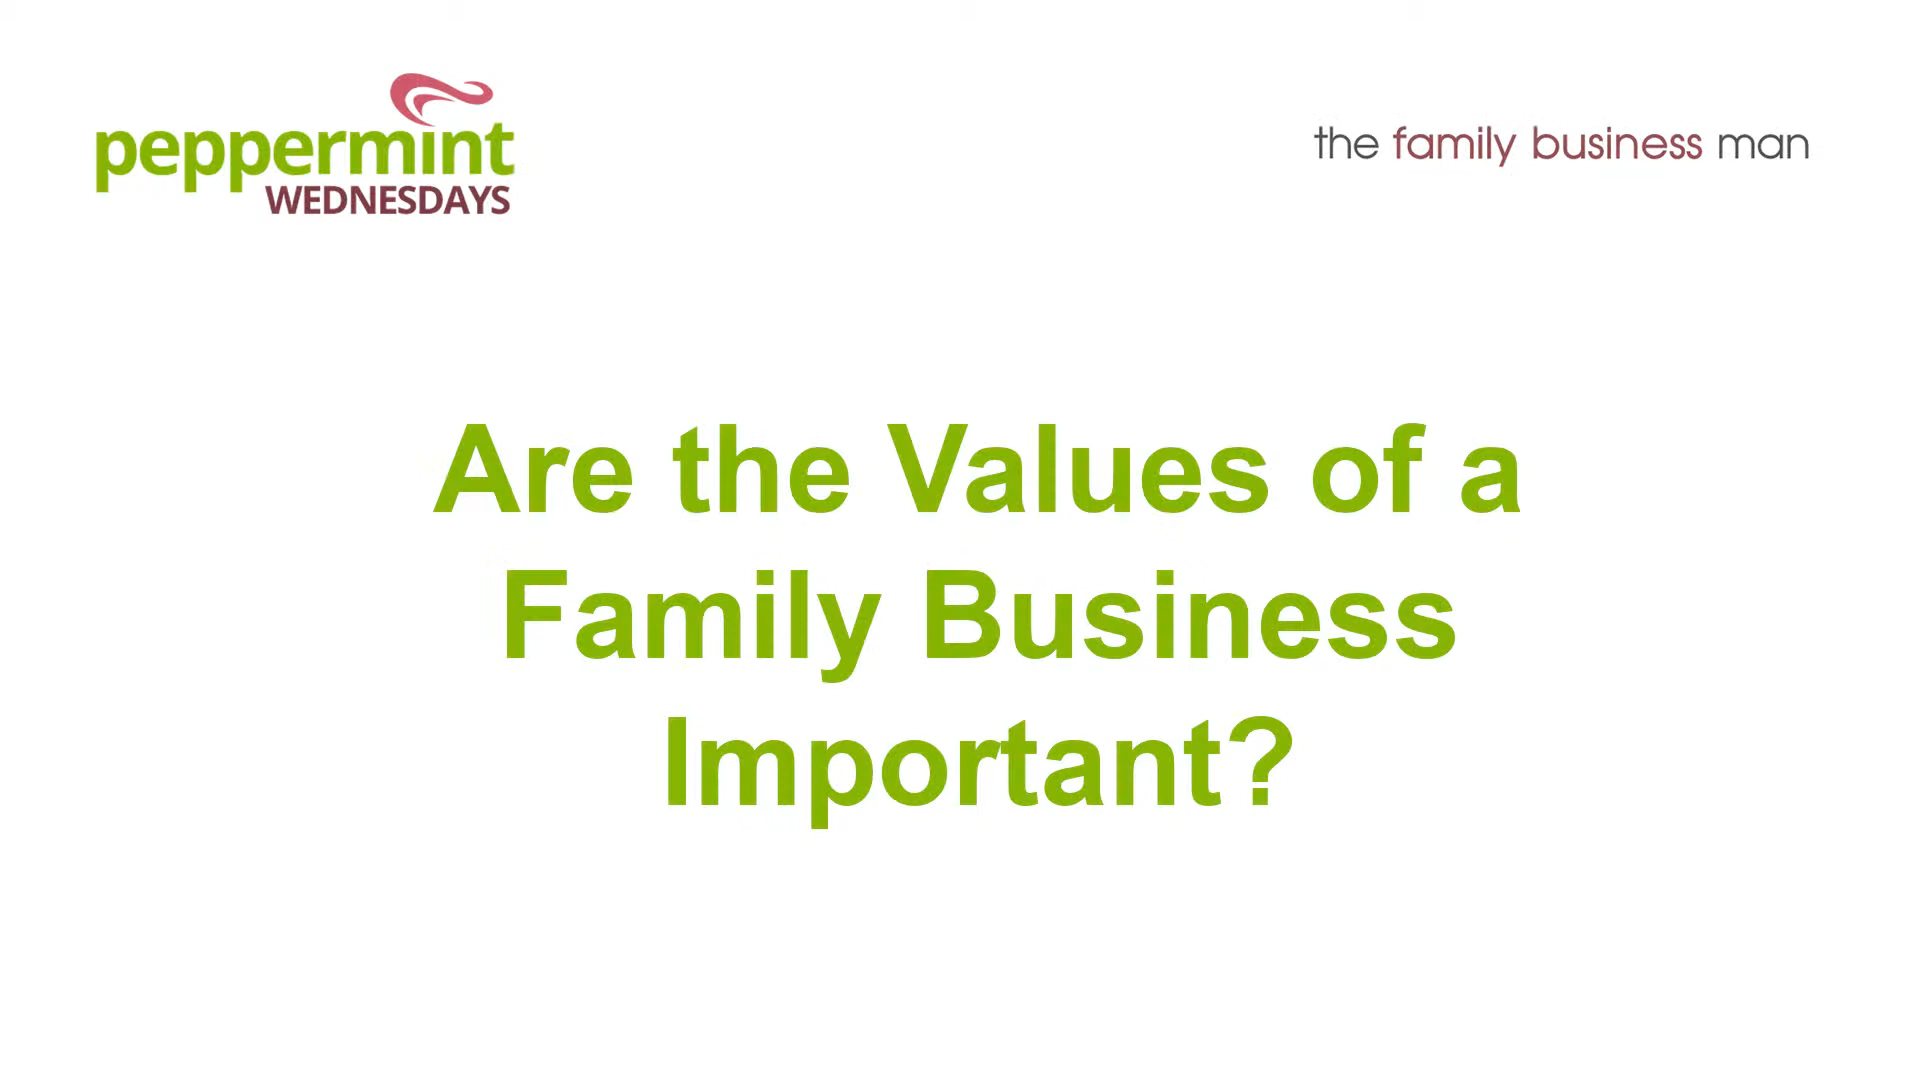 peppermint
WEDNESDAYS
the family business man
Are the Values of a
Family Business
Important?